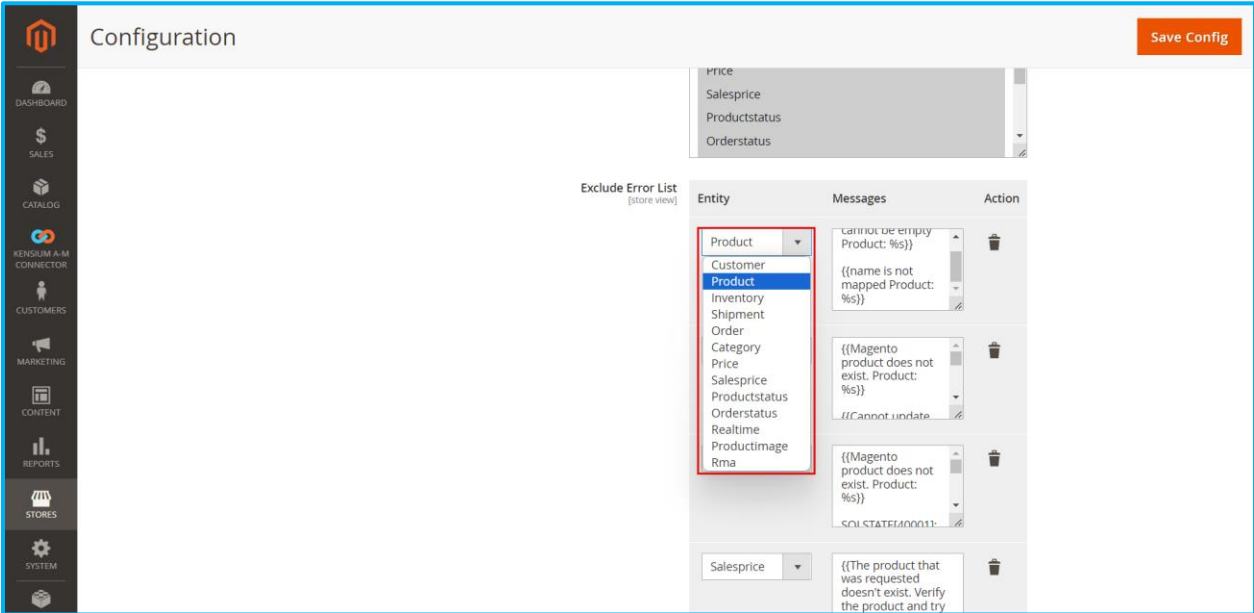 Configuration
Save Config
DASHBOARD
$
SALES
CATALOG
KENSIUM A-M
CONNECTOR
CUSTOMERS
MARKETING
CONTENT
REPORTS
STORES
SYSTEM
Price
Salesprice
Productstatus
Orderstatus
Exclude Error List
[store view]
Entity Messages Action
Product
Customer
Product
Inventory
Shipment
Order
Category
Price
Salesprice
Productstatus
Orderstatus
Realtime
Productimage
Rma
cannot be empty
Product: %s}}
{{name is not
mapped Product:
%s}}
{{Magento
product does not
exist. Product:
%s}}
{{Cannot update
{{Magento
product does not
exist. Product:
%s}}
SQLSTATE[40001]:
Salesprice
{{The product that
was requested
doesn't exist. Verify
the product and try